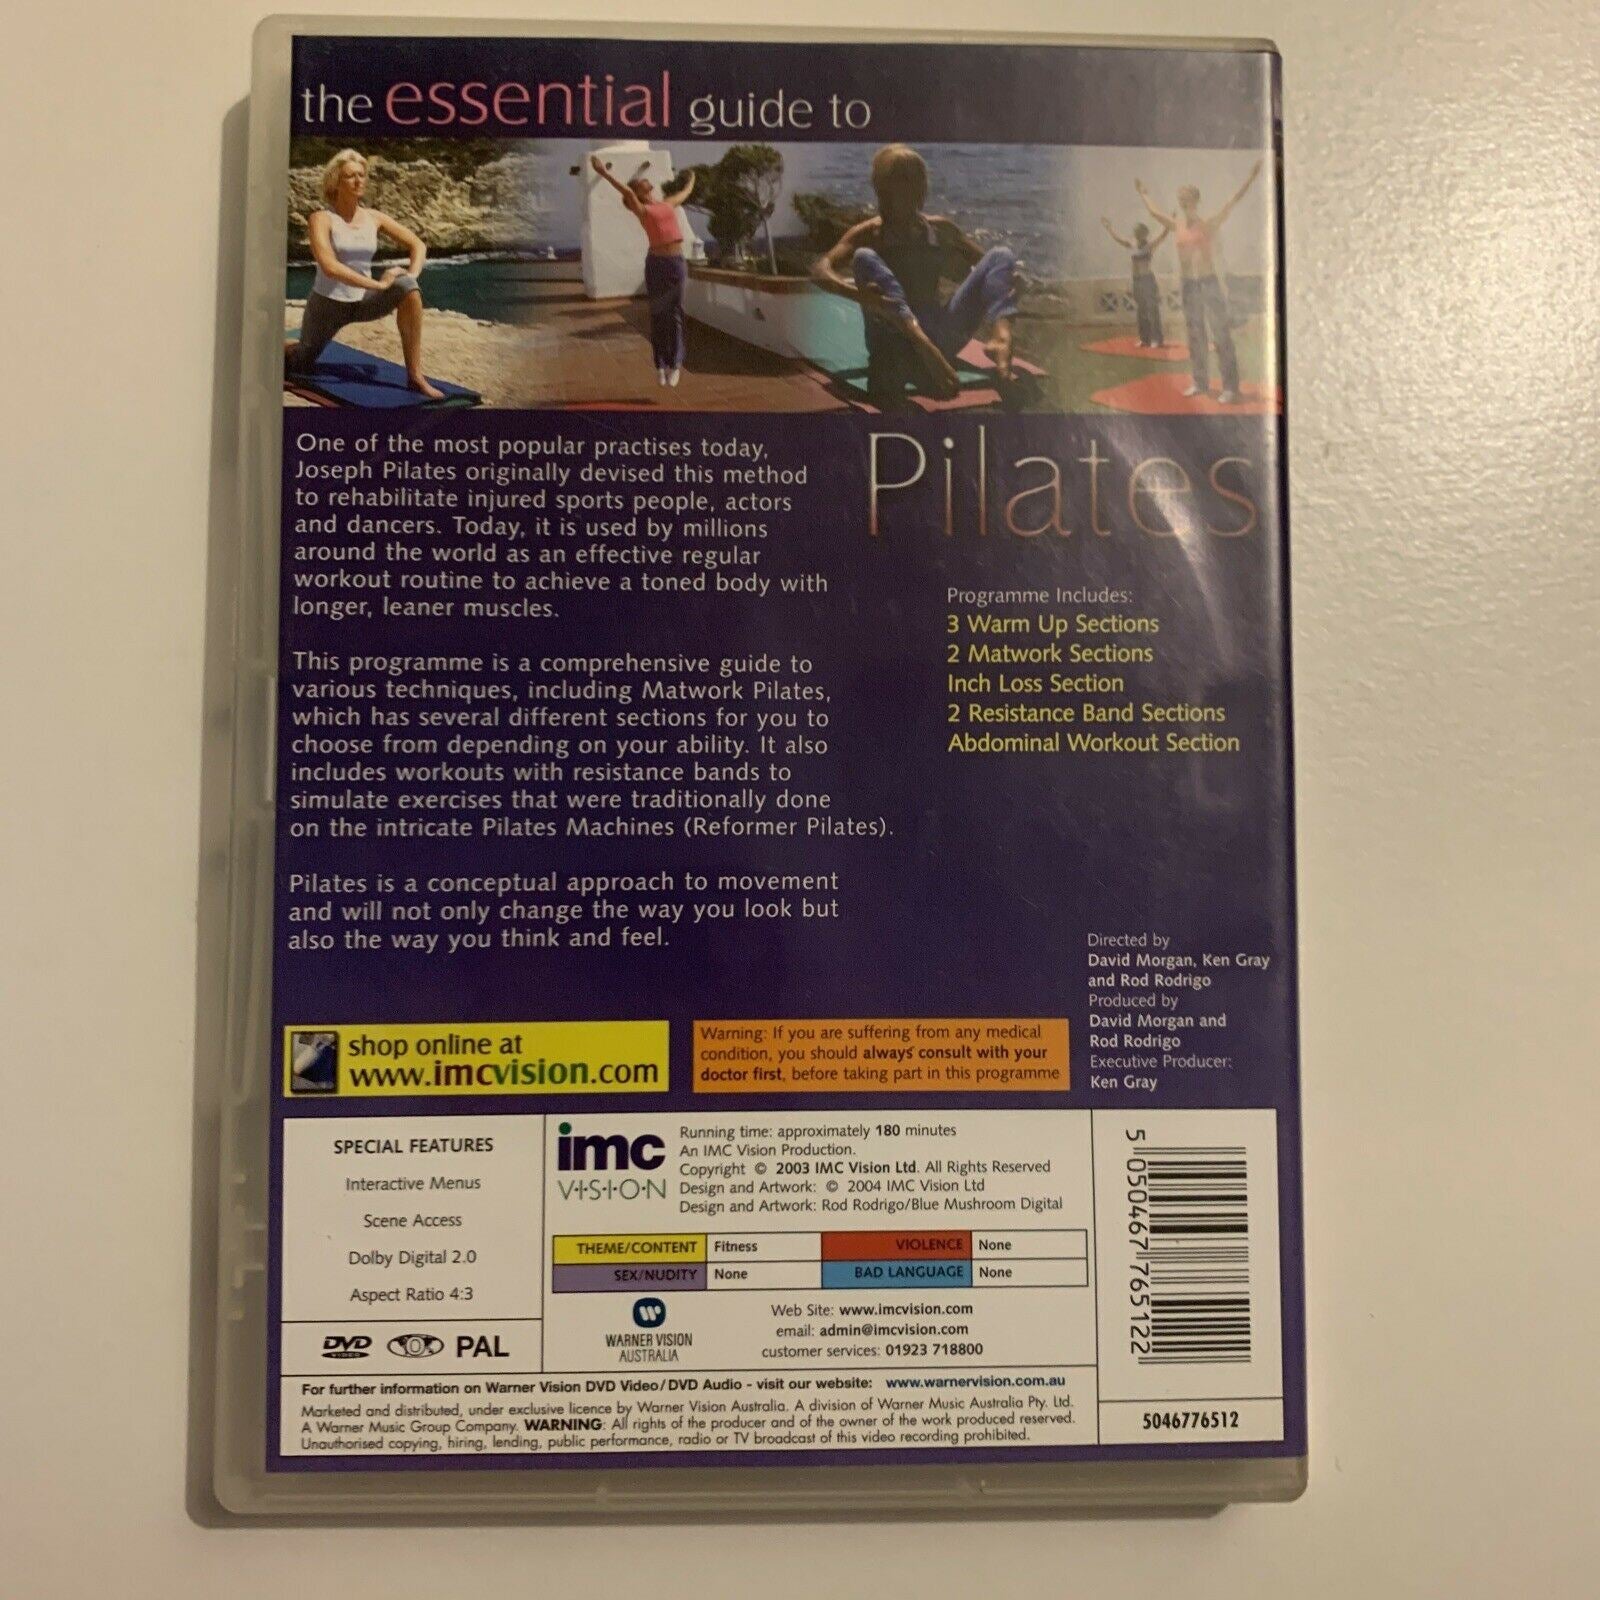 the essential guide to
Pilates
One of the most popular practises today,
Joseph Pilates originally devised this method
to rehabilitate injured sports people, actors
and dancers. Today, it is used by millions
around the world as an effective regular
workout routine to achieve a toned body with
longer, leaner muscles.
This programme is a comprehensive guide to
various techniques, including Matwork Pilates,
which has several different sections for you to
choose from depending on your ability. It also
includes workouts with resistance bands to
simulate exercises that were traditionally done
on the intricate Pilates Machines (Reformer Pilates).
Pilates is a conceptual approach to movement
and will not only change the way you look but
also the way you think and feel.
Programme Includes:
3 Warm Up Sections
2 Matwork Sections
Inch Loss Section
2 Resistance Band Sections
Abdominal Workout Section
Directed by
David Morgan, Ken Gray
and Rod Rodrigo
Produced by
David Morgan and
Rod Rodrigo
Executive Producer:
Ken Gray
shop online at
www.imcvision.com
Warning: If you are suffering from any medical
condition, you should always consult with your
doctor first, before taking part in this programme
SPECIAL FEATURES
Interactive Menus
Scene Access
Dolby Digital 2.0
Aspect Ratio 4:3
DVD VIDEO 0 PAL
imc
V·I·S·I·O·N
Running time: approximately 180 minutes
An IMC Vision Production.
Copyright © 2003 IMC Vision Ltd. All Rights Reserved
Design and Artwork: © 2004 IMC Vision Ltd
Design and Artwork: Rod Rodrigo/Blue Mushroom Digital
THEME/CONTENT Fitness VIOLENCE None
SEX/NUDITY None BAD LANGUAGE None
WARNER VISION
AUSTRALIA
Web Site: www.imcvision.com
email: admin@imcvision.com
customer services: 01923 718800
5 050467 765122
5046776512
For further information on Warner Vision DVD Video/DVD Audio - visit our website: www.warnervision.com.au
Marketed and distributed, under exclusive licence by Warner Vision Australia. A division of Warner Music Australia Pty. Ltd.
A Warner Music Group Company. WARNING: All rights of the producer and of the owner of the work produced reserved.
Unauthorised copying, hiring, lending, public performance, radio or TV broadcast of this video recording prohibited.